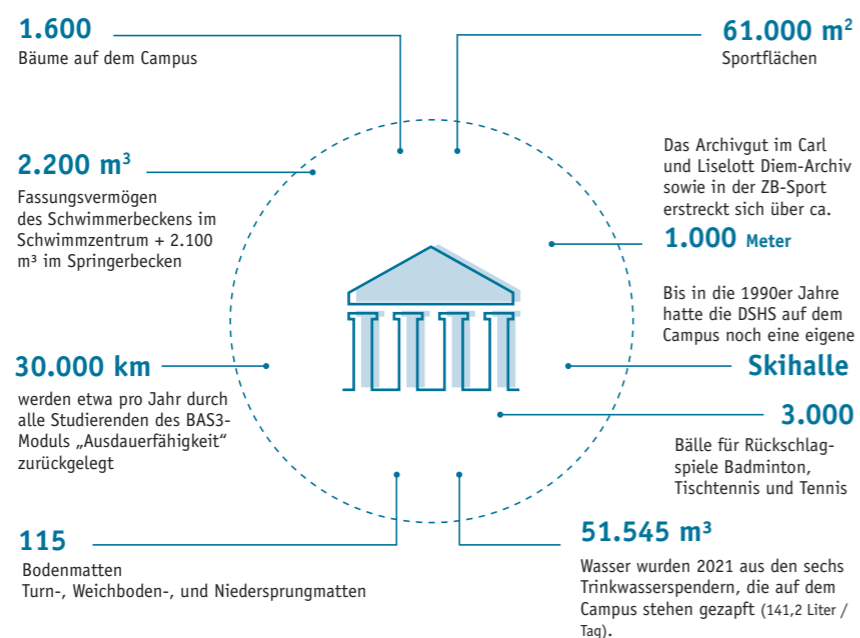 1.600
Bäume auf dem Campus
61.000 m²
Sportflächen
2.200 m³
Fassungsvermögen
des Schwimmerbeckens im
Schwimmzentrum + 2.100
m³ im Springerbecken
Das Archivgut im Carl
und Liselott Diem-Archiv
sowie in der ZB-Sport
erstreckt sich über ca.
1.000 Meter
Bis in die 1990er Jahre
hatte die DSHS auf dem
Campus noch eine eigene
Skihalle
30.000 km
werden etwa pro Jahr durch
alle Studierenden des BAS3-
Moduls „Ausdauerfähigkeit“
zurückgelegt
3.000
Bälle für Rückschlag-
spiele Badminton,
Tischtennis und Tennis
115
Bodenmatten
Turn-, Weichboden-, und Niedersprungmatten
51.545 m³
Wasser wurden 2021 aus den sechs
Trinkwasserspendern, die auf dem
Campus stehen gezapft (141,2 Liter /
Tag).